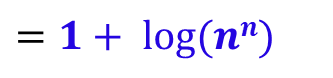 = 1 + log(nⁿ)